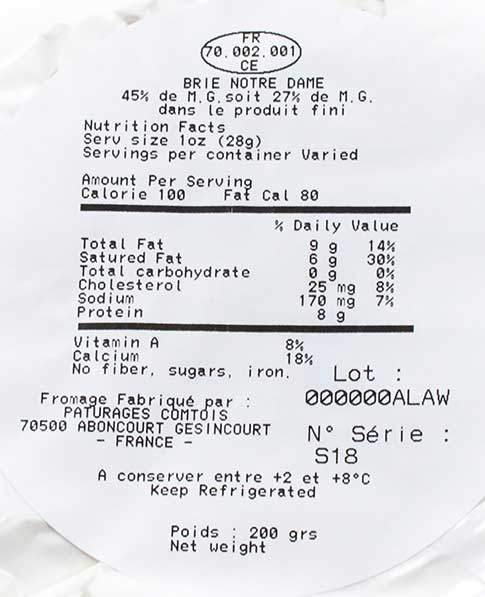 FR
70.002.001
CE
BRIE NOTRE DAME
45% de M.G.soit 27% de M.G.
dans le produit fini
Nutrition Facts
Serv size 1oz (28g)
Servings per container Varied
Amount Per Serving
Calorie 100 Fat Cal 80
% Daily Value
Total Fat 9 g 14%
Satured Fat 6 g 30%
Total carbohydrate 0 g 0%
Cholesterol 25 mg 8%
Sodium 170 mg 7%
Protein 8 g
Vitamin A 8%
Calcium 18%
No fiber, sugars, iron.
Lot :
000000ALAW
Fromage Fabriqué par :
PATURAGES COMTOIS
70500 ABONCOURT GESINCOURT
- FRANCE -
N° Série :
S18
A conserver entre +2 et +8°C
Keep Refrigerated
Poids : 200 grs
Net weight